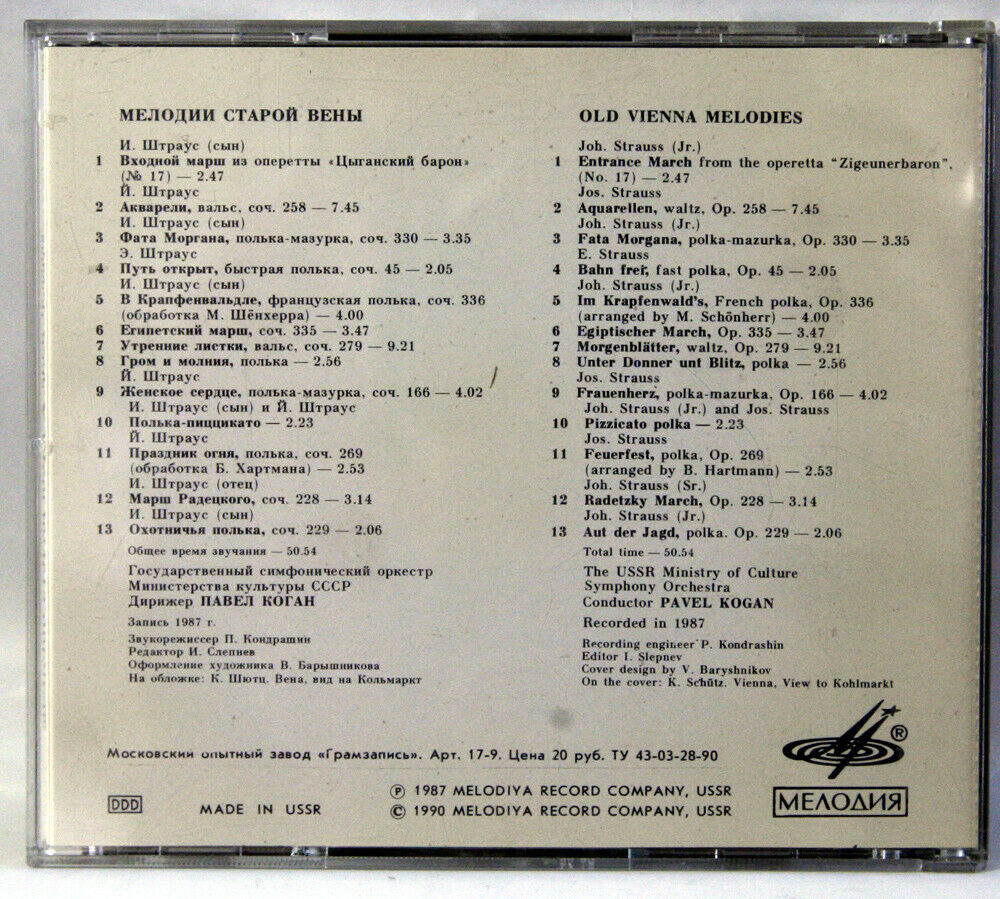 МЕЛОДИИ СТАРОЙ ВЕНЫ
И. Штраус (сын)
1 Входной марш из оперетты «Цыганский барон»
(№ 17) — 2.47
Й. Штраус
2 Акварели, вальс, соч. 258 — 7.45
И. Штраус (сын)
3 Фата Моргана, полька-мазурка, соч. 330 — 3.35
Э. Штраус
4 Путь открыт, быстрая полька, соч. 45 — 2.05
И. Штраус (сын)
5 В Крапфенвальдле, французская полька, соч. 336
(обработка М. Шёнхерра) — 4.00
6 Египетский марш, соч. 335 — 3.47
7 Утренние листки, вальс, соч. 279 — 9.21
8 Гром и молния, полька — 2.56
Й. Штраус
9 Женское сердце, полька-мазурка, соч. 166 — 4.02
И. Штраус (сын) и Й. Штраус
10 Полька-пиццикато — 2.23
Й. Штраус
11 Праздник огня, полька, соч. 269
(обработка Б. Хартмана) — 2.53
И. Штраус (отец)
12 Марш Радецкого, соч. 228 — 3.14
И. Штраус (сын)
13 Охотничья полька, соч. 229 — 2.06
Общее время звучания — 50.54
Государственный симфонический оркестр
Министерства культуры СССР
Дирижер ПАВЕЛ КОГАН
Запись 1987 г.
Звукорежиссер П. Кондрашин
Редактор И. Слепнев
Оформление художника В. Барышникова
На обложке: К. Шютц. Вена, вид на Кольмаркт
OLD VIENNA MELODIES
Joh. Strauss (Jr.)
1 Entrance March from the operetta "Zigeunerbaron",
(No. 17) — 2.47
Jos. Strauss
2 Aquarellen, waltz, Op. 258 — 7.45
Joh. Strauss (Jr.)
3 Fata Morgana, polka-mazurka, Op. 330 — 3.35
E. Strauss
4 Bahn frei, fast polka, Op. 45 — 2.05
Joh. Strauss (Jr.)
5 Im Krapfenwald's, French polka, Op. 336
(arranged by M. Schönherr) — 4.00
6 Egiptischer March, Op. 335 — 3.47
7 Morgenblätter, waltz, Op. 279 — 9.21
8 Unter Donner unt Blitz, polka — 2.56
Jos. Strauss
9 Frauenherz, polka-mazurka, Op. 166 — 4.02
Joh. Strauss (Jr.) and Jos. Strauss
10 Pizzicato polka — 2.23
Jos. Strauss
11 Feuerfest, polka, Op. 269
(arranged by B. Hartmann) — 2.53
Joh. Strauss (Sr.)
12 Radetzky March, Op. 228 — 3.14
Joh. Strauss (Jr.)
13 Aut der Jagd, polka. Op. 229 — 2.06
Total time — 50.54
The USSR Ministry of Culture
Symphony Orchestra
Conductor PAVEL KOGAN
Recorded in 1987
Recording engineer P. Kondrashin
Editor I. Slepnev
Cover design by V. Baryshnikov
On the cover: K. Schütz. Vienna, View to Kohlmarkt
Московский опытный завод «Грамзапись». Арт. 17-9. Цена 20 руб. ТУ 43-03-28-90
®
МЕЛОДИЯ
DDD
MADE IN USSR
Ⓟ 1987 MELODIYA RECORD COMPANY, USSR
© 1990 MELODIYA RECORD COMPANY, USSR